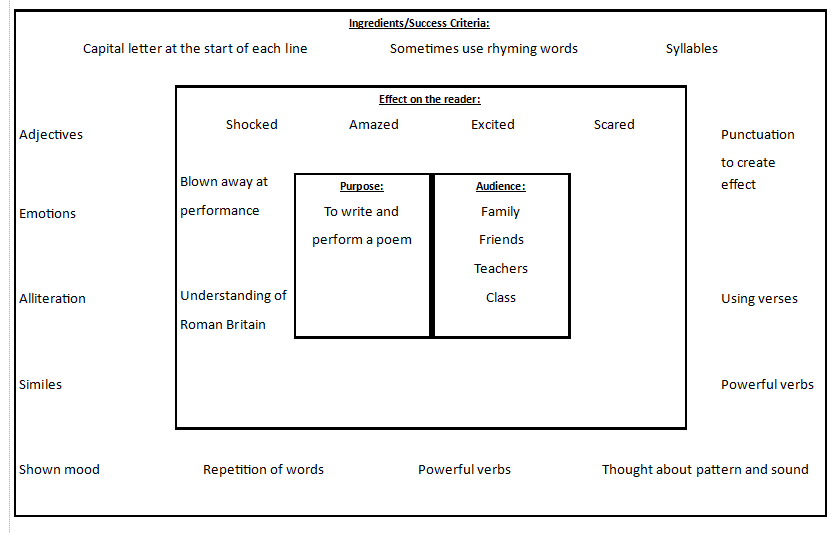 Ingredients/Success Criteria:
Capital letter at the start of each line Sometimes use rhyming words Syllables
Effect on the reader:
Shocked Amazed Excited Scared
Adjectives
Punctuation
to create
effect
Blown away at
performance
Purpose:
To write and
perform a poem
Audience:
Family
Friends
Teachers
Class
Emotions
Understanding of
Roman Britain
Alliteration
Using verses
Similes
Powerful verbs
Shown mood Repetition of words Powerful verbs Thought about pattern and sound